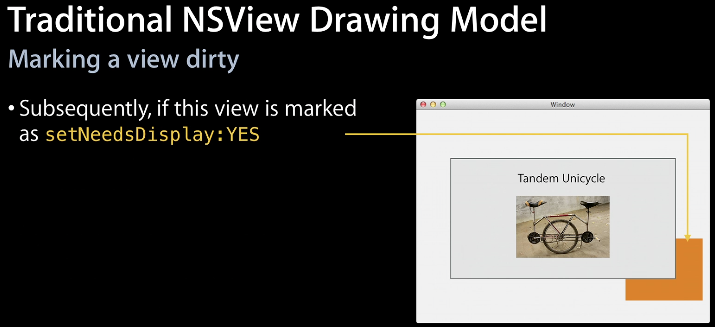 Traditional NSView Drawing Model
Marking a view dirty
• Subsequently, if this view is marked
as setNeedsDisplay:YES
Window
Tandem Unicycle